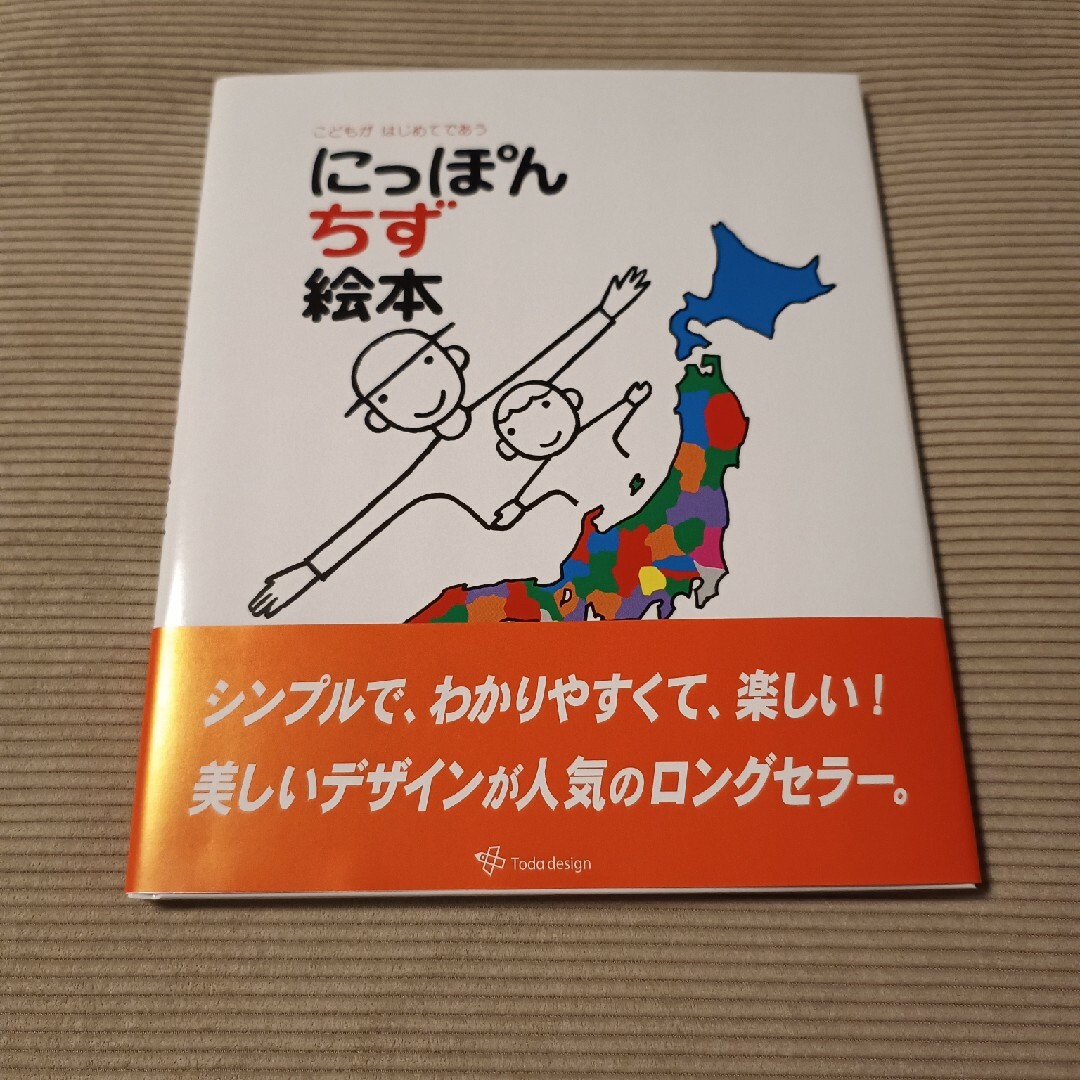 こどもが はじめてであう
にっぽん
ちず
絵本
シンプルで、わかりやすくて、楽しい！
美しいデザインが人気のロングセラー。
Toda design